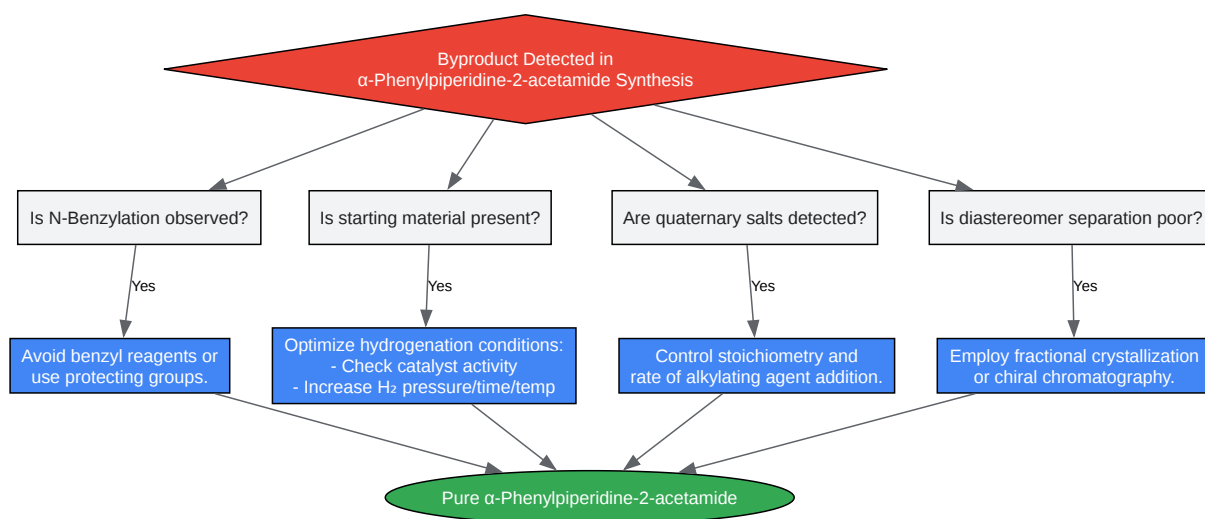 Byproduct Detected in
α-Phenylpiperidine-2-acetamide Synthesis
Is N-Benzylation observed?
Is starting material present?
Are quaternary salts detected?
Is diastereomer separation poor?
Yes
Yes
Yes
Yes
Avoid benzyl reagents or
use protecting groups.
Optimize hydrogenation conditions:
- Check catalyst activity
- Increase H₂ pressure/time/temp
Control stoichiometry and
rate of alkylating agent addition.
Employ fractional crystallization
or chiral chromatography.
Pure α-Phenylpiperidine-2-acetamide